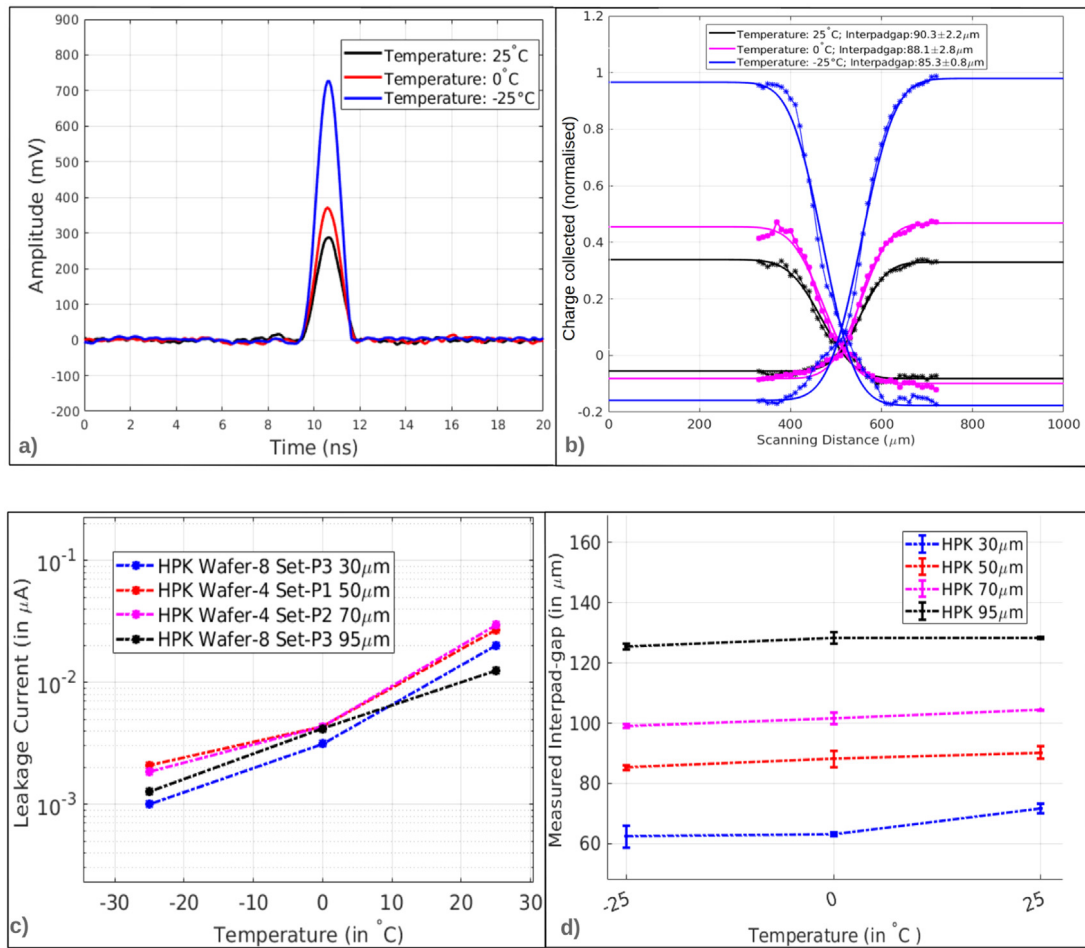 900
800
700
600
500
400
300
200
100
0
-100
-200
Amplitude (mV)
Temperature: 25°C
Temperature: 0°C
Temperature: -25°C
0 2 4 6 8 10 12 14 16 18 20
Time (ns)
a)
1.2
1
0.8
0.6
0.4
0.2
0
-0.2
Charge collected (normalised)
Temperature: 25°C; Interpadgap:90.3±2.2μm
Temperature: 0°C; Interpadgap:88.1±2.8μm
Temperature: -25°C; Interpadgap:85.3±0.8μm
0 200 400 600 800 1000
Scanning Distance (μm)
b)
10-1
10-2
10-3
Leakage Current (in μA)
HPK Wafer-8 Set-P3 30μm
HPK Wafer-4 Set-P1 50μm
HPK Wafer-4 Set-P2 70μm
HPK Wafer-8 Set-P3 95μm
-30 -20 -10 0 10 20 30
Temperature (in °C)
c)
160
140
120
100
80
60
Measured Interpad-gap (in μm)
HPK 30μm
HPK 50μm
HPK 70μm
HPK 95μm
-25 0 25
Temperature (in °C )
d)